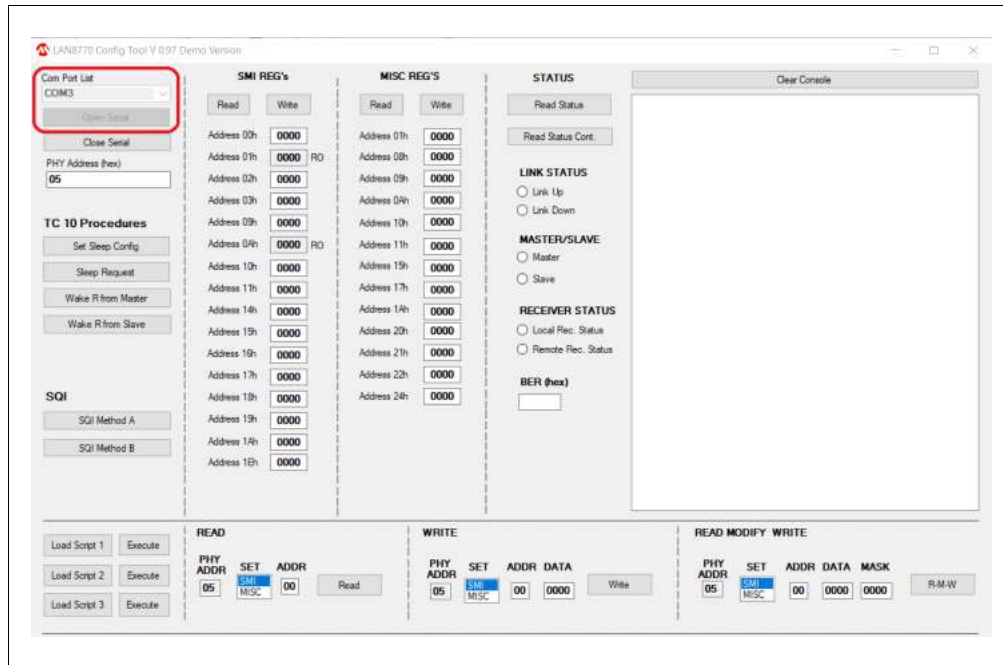 LAN8770 Config Tool V 0.97 Demo Version
Com Port List
COM3
Open Serial
Close Serial
PHY Address (hex)
05
TC 10 Procedures
Set Sleep Config
Sleep Request
Wake R from Master
Wake R from Slave
SQI
SQI Method A
SQI Method B
SMI REG's
Read Write
Address 00h 0000
Address 01h 0000 RO
Address 02h 0000
Address 03h 0000
Address 09h 0000
Address 0Ah 0000 RO
Address 10h 0000
Address 11h 0000
Address 14h 0000
Address 15h 0000
Address 16h 0000
Address 17h 0000
Address 18h 0000
Address 19h 0000
Address 1Ah 0000
Address 1Eh 0000
MISC REG'S
Read Write
Address 01h 0000
Address 08h 0000
Address 09h 0000
Address 0Ah 0000
Address 10h 0000
Address 11h 0000
Address 15h 0000
Address 17h 0000
Address 1Ah 0000
Address 20h 0000
Address 21h 0000
Address 22h 0000
Address 24h 0000
STATUS
Read Status
Read Status Cont.
LINK STATUS
Link Up
Link Down
MASTER/SLAVE
Master
Slave
RECEIVER STATUS
Local Rec. Status
Remote Rec. Status
BER (hex)
Clear Console
Load Script 1 Execute
Load Script 2 Execute
Load Script 3 Execute
READ
PHY ADDR SET ADDR
05 SMI MISC 00 Read
WRITE
PHY ADDR SET ADDR DATA
05 SMI MISC 00 0000 Write
READ MODIFY WRITE
PHY ADDR SET ADDR DATA MASK
05 SMI MISC 00 0000 0000 R-M-W